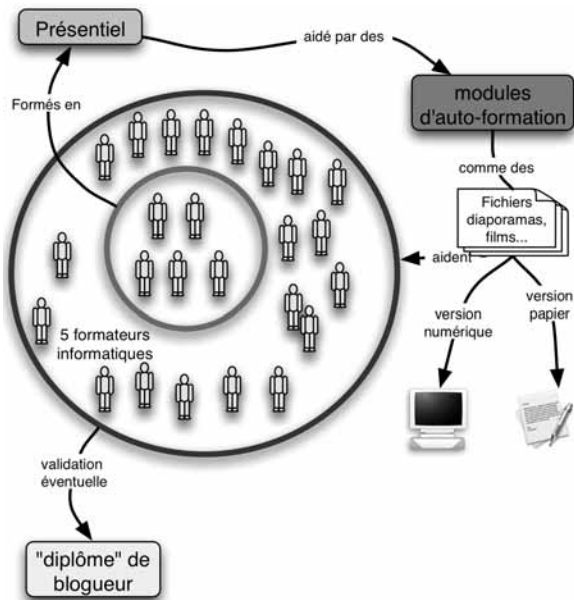 Présentiel
aidé par des
modules
d'auto-formation
Formés en
comme des
Fichiers
diaporamas,
films...
aident
version
numérique
version
papier
5 formateurs
informatiques
validation
éventuelle
"diplôme" de
blogueur